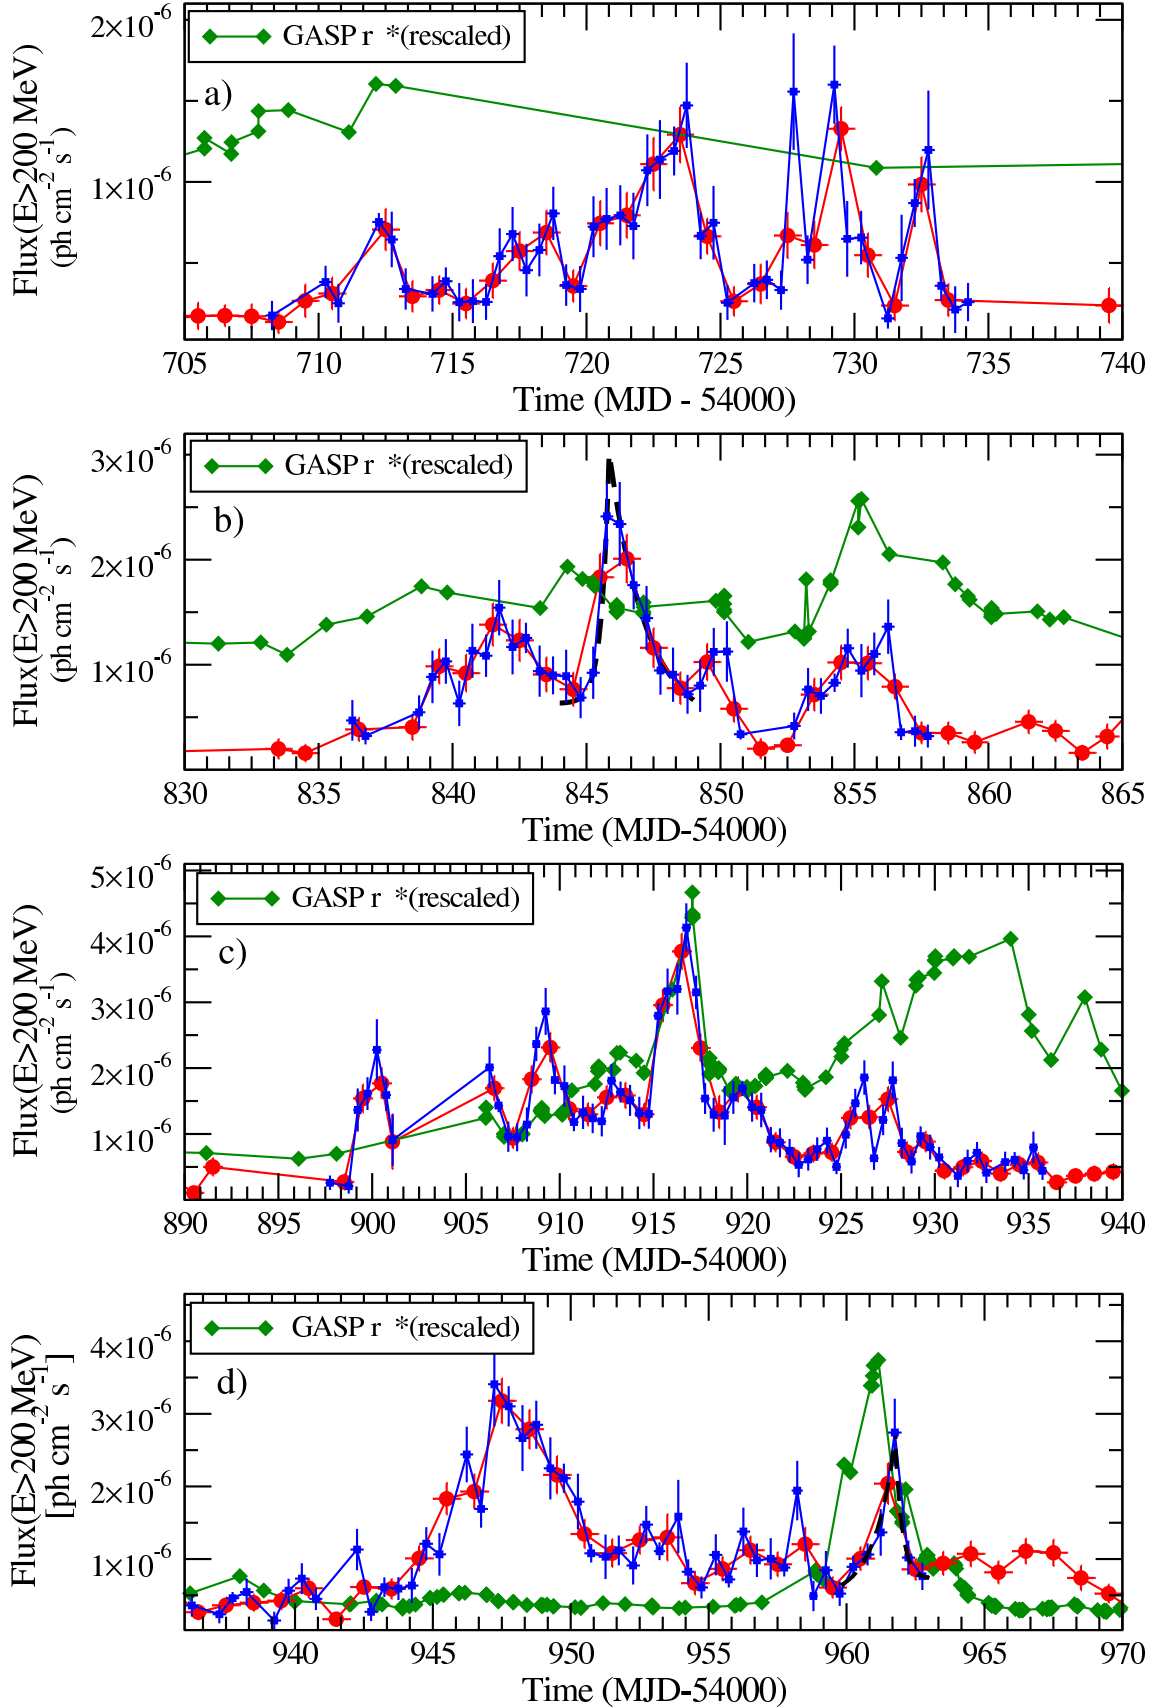 GASP r *(rescaled)
a)
Flux(E>200 MeV)
(ph cm⁻² s⁻¹)
2×10⁻⁶
1×10⁻⁶
705 710 715 720 725 730 735 740
Time (MJD - 54000)
GASP r *(rescaled)
b)
Flux(E>200 MeV)
(ph cm⁻² s⁻¹)
3×10⁻⁶
2×10⁻⁶
1×10⁻⁶
830 835 840 845 850 855 860 865
Time (MJD-54000)
GASP r *(rescaled)
c)
Flux(E>200 MeV)
(ph cm⁻² s⁻¹)
5×10⁻⁶
4×10⁻⁶
3×10⁻⁶
2×10⁻⁶
1×10⁻⁶
890 895 900 905 910 915 920 925 930 935 940
Time (MJD-54000)
GASP r *(rescaled)
d)
Flux(E>200 MeV)
[ph cm⁻² s⁻¹]
4×10⁻⁶
3×10⁻⁶
2×10⁻⁶
1×10⁻⁶
940 945 950 955 960 965 970
Time (MJD-54000)